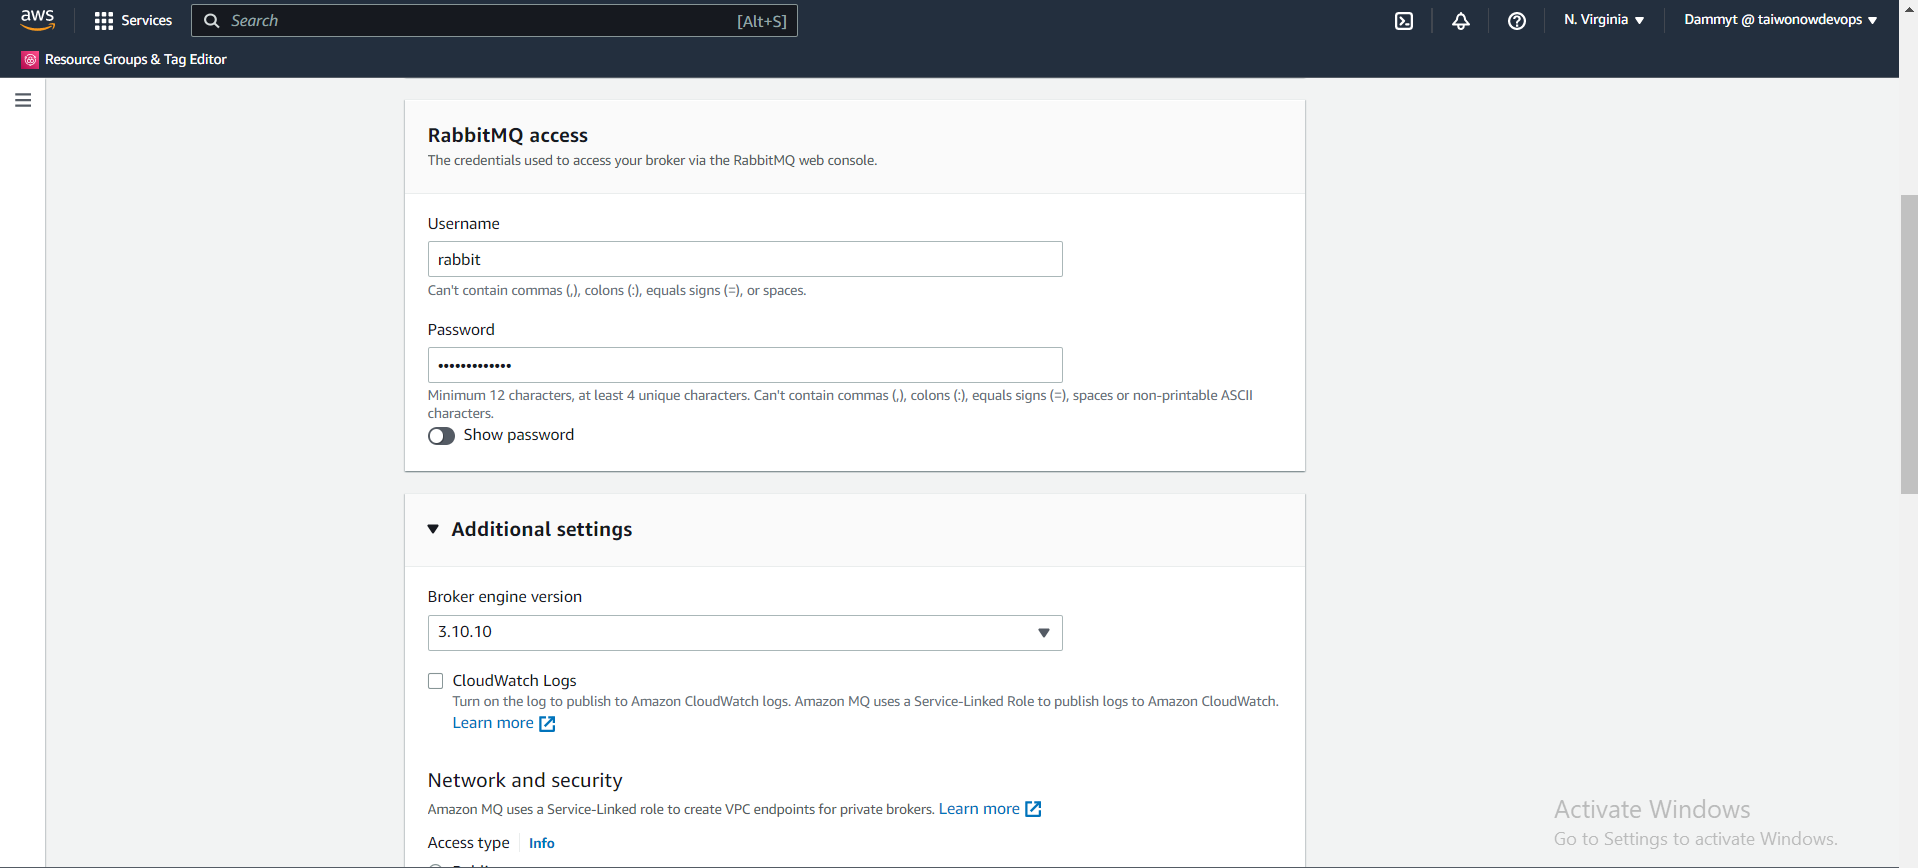 aws
Services
Search
[Alt+S]
N. Virginia
Dammyt @ taiwonowdevops
Resource Groups & Tag Editor
RabbitMQ access
The credentials used to access your broker via the RabbitMQ web console.
Username
rabbit
Can't contain commas (,), colons (:), equals signs (=), or spaces.
Password
•••••••••••••
Minimum 12 characters, at least 4 unique characters. Can't contain commas (,), colons (:), equals signs (=), spaces or non-printable ASCII
characters.
Show password
Additional settings
Broker engine version
3.10.10
CloudWatch Logs
Turn on the log to publish to Amazon CloudWatch logs. Amazon MQ uses a Service-Linked Role to publish logs to Amazon CloudWatch.
Learn more
Network and security
Amazon MQ uses a Service-Linked role to create VPC endpoints for private brokers. Learn more
Access type
Info
Activate Windows
Go to Settings to activate Windows.